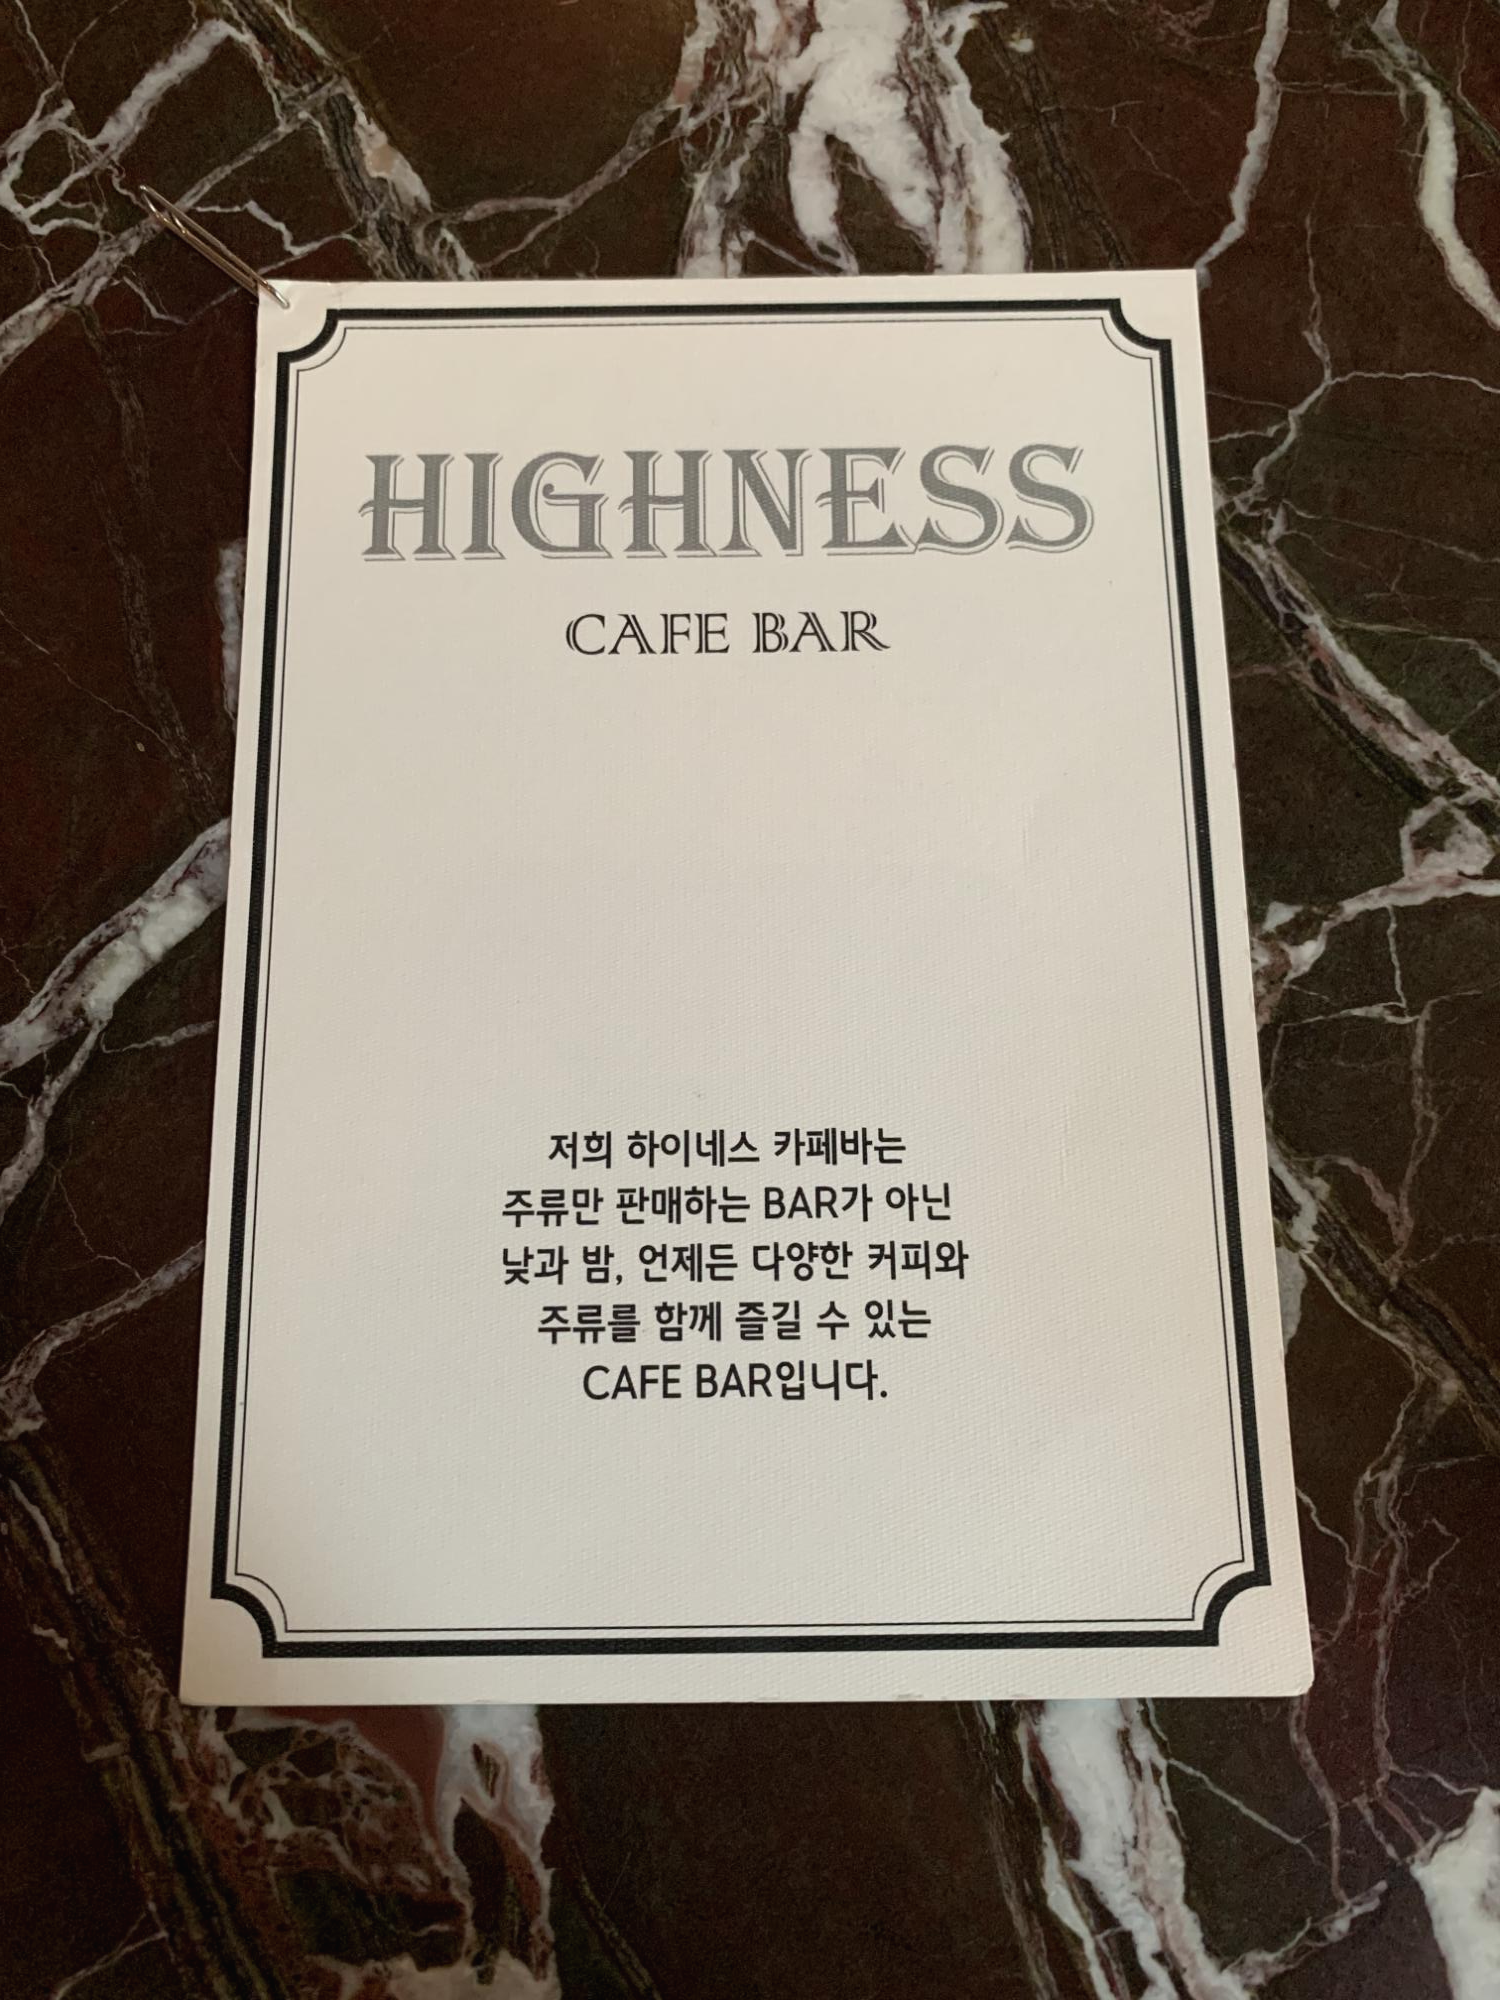 HIGHNESS
CAFE BAR
저희 하이네스 카페바는
주류만 판매하는 BAR가 아닌
낮과 밤, 언제든 다양한 커피와
주류를 함께 즐길 수 있는
CAFE BAR입니다.